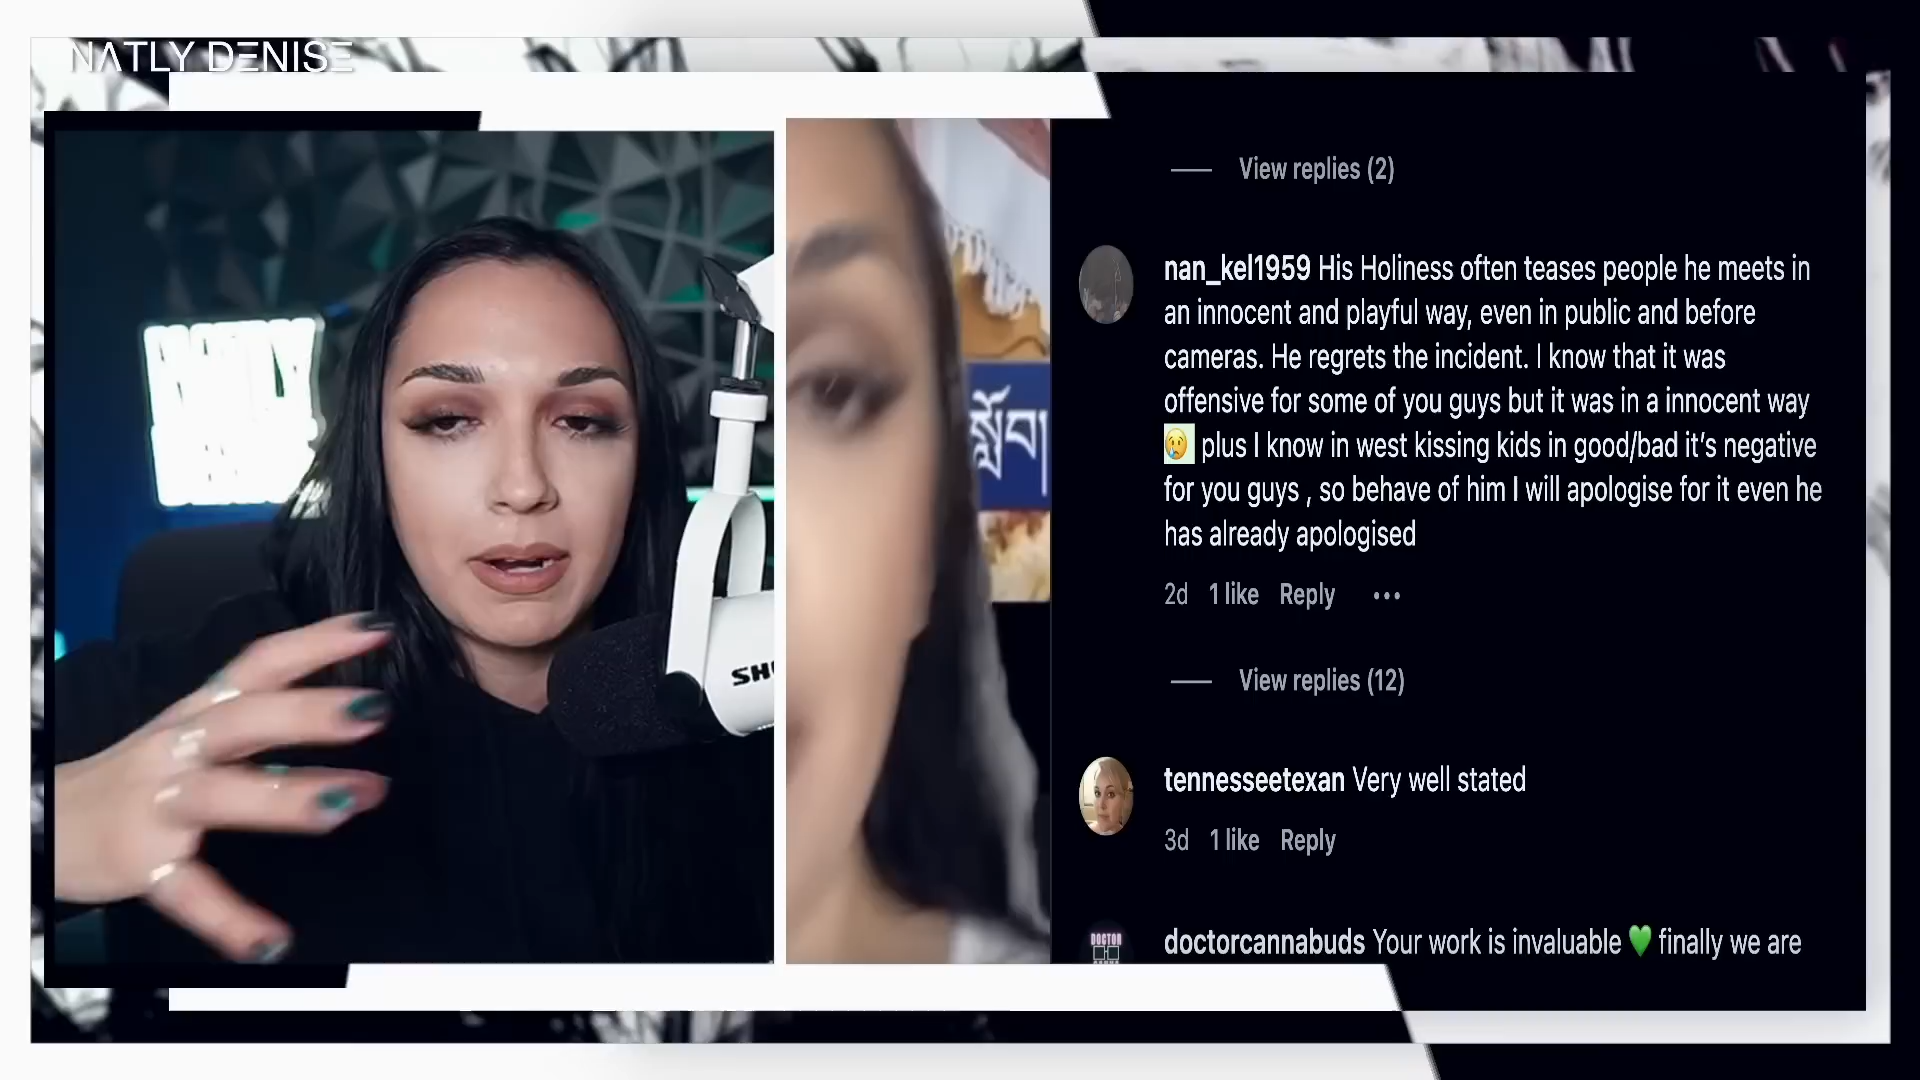 NATLY DENISE
View replies (2)
nan_kel1959 His Holiness often teases people he meets in
an innocent and playful way, even in public and before
cameras. He regrets the incident. I know that it was
offensive for some of you guys but it was in a innocent way
😢 plus I know in west kissing kids in good/bad it's negative
for you guys , so behave of him I will apologise for it even he
has already apologised
2d 1 like Reply •••
View replies (12)
tennesseetexan Very well stated
3d 1 like Reply
DOCTOR
doctorcannabuds Your work is invaluable 💚 finally we are